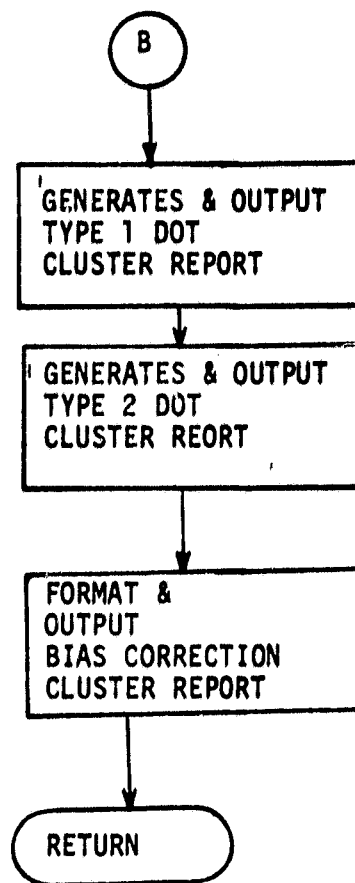 B
GENERATES & OUTPUT
TYPE 1 DOT
CLUSTER REPORT
GENERATES & OUTPUT
TYPE 2 DOT
CLUSTER REORT
FORMAT &
OUTPUT
BIAS CORRECTION
CLUSTER REPORT
RETURN